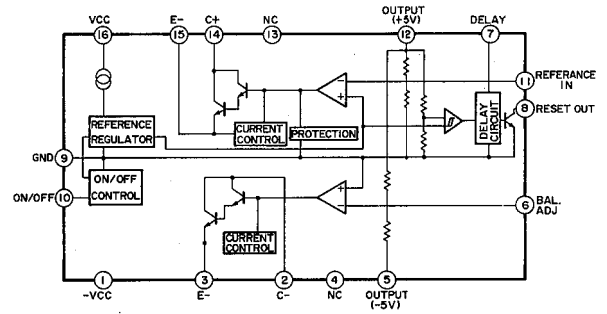 VCC
16
E-
15
C+
14
NC
13
OUTPUT
(+5V)
12
DELAY
7
11
REFERANCE
IN
8
RESET OUT
REFERENCE
REGULATOR
CURRENT
CONTROL
PROTECTION
DELAY
CIRCUIT
+
−
GND
9
ON/OFF
CONTROL
ON/OFF
10
+
−
6
BAL.
ADJ
CURRENT
CONTROL
1
-VCC
3
E-
2
C-
4
NC
5
OUTPUT
(-5V)